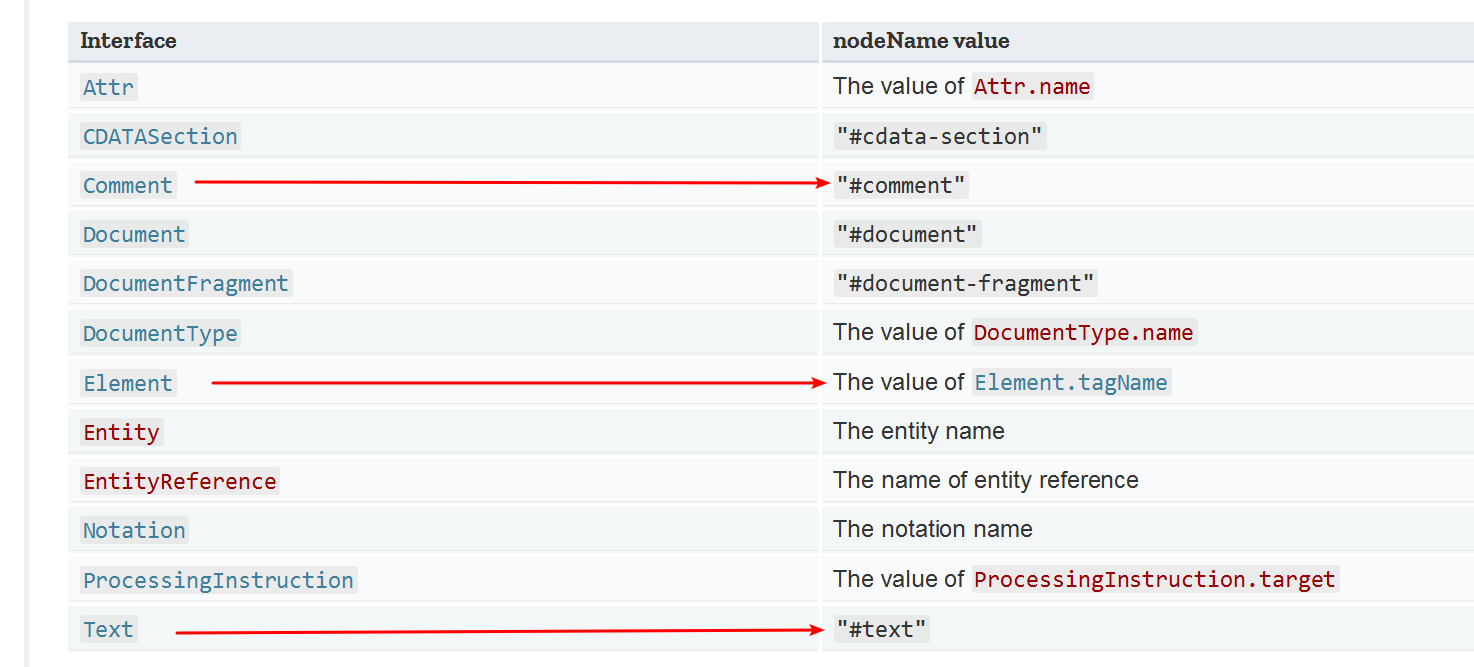 Interface nodeName value
Attr The value of Attr.name
CDATASection "#cdata-section"
Comment "#comment"
Document "#document"
DocumentFragment "#document-fragment"
DocumentType The value of DocumentType.name
Element The value of Element.tagName
Entity The entity name
EntityReference The name of entity reference
Notation The notation name
ProcessingInstruction The value of ProcessingInstruction.target
Text "#text"